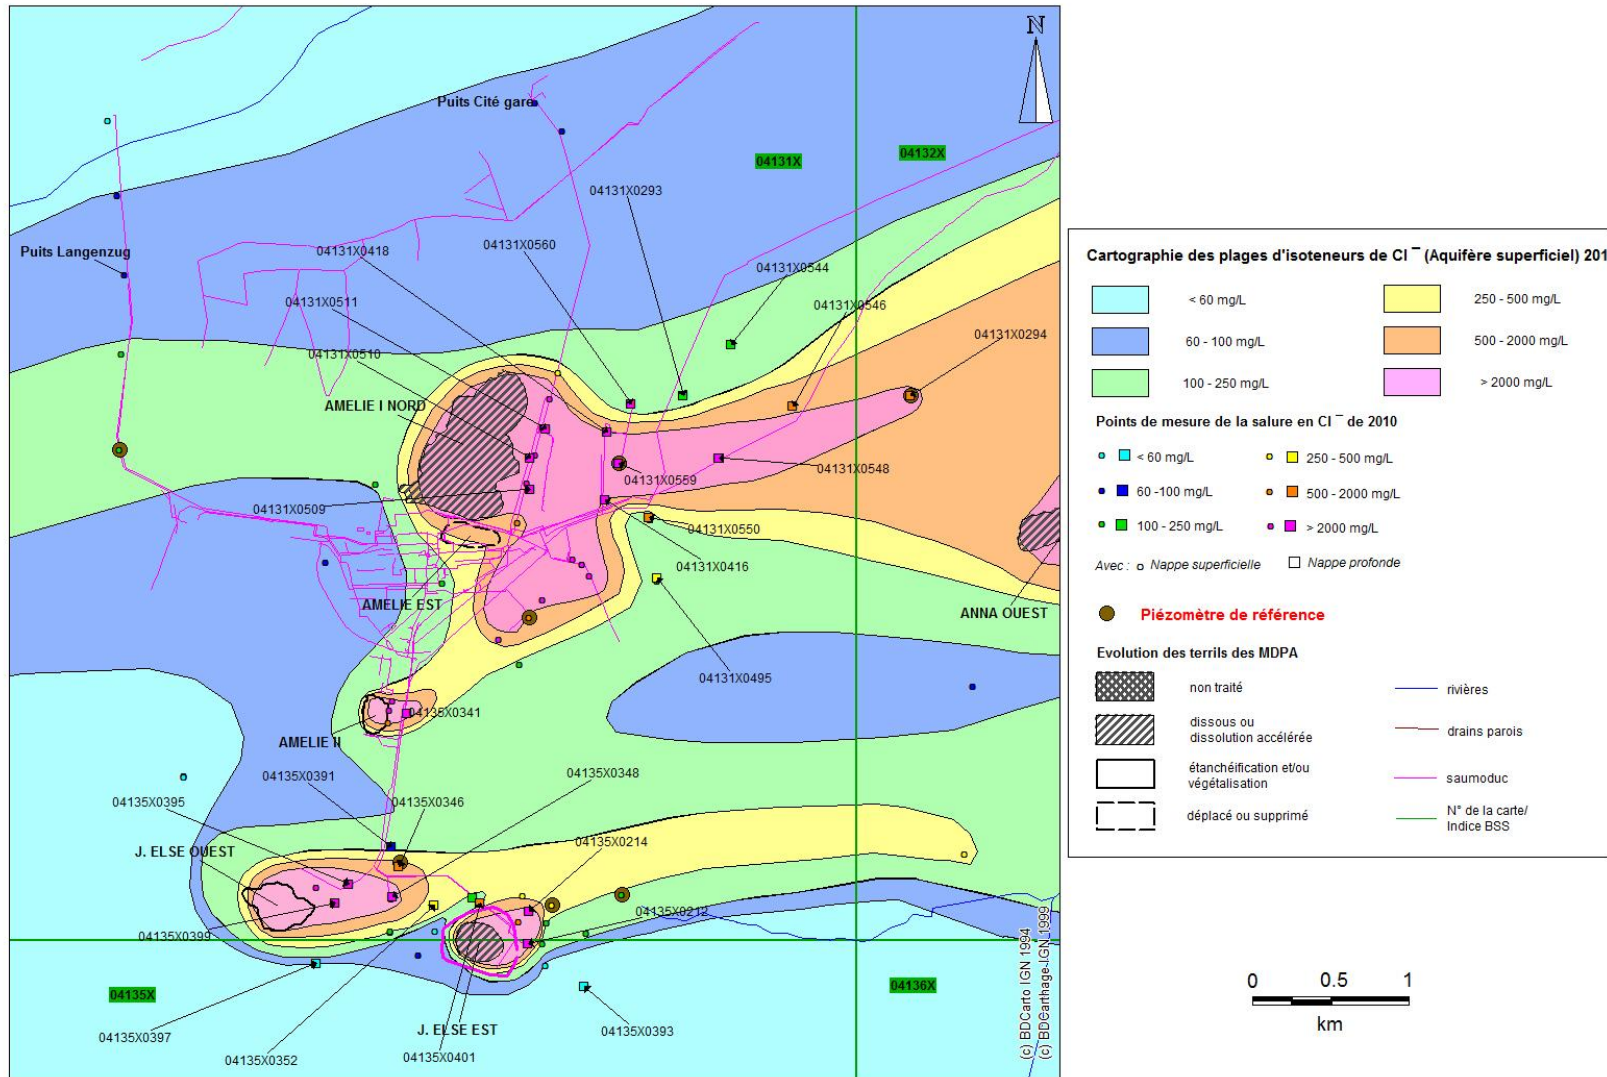 N
Puits Cité gare
04131X
04132X
04131X0293
04131X0560
04131X0418
Puits Langenzug
04131X0544
04131X0511
04131X0546
04131X0294
04131X0510
AMELIE I NORD
04131X0548
04131X0559
04131X0509
04131X0550
04131X0416
AMELIE EST
ANNA OUEST
04131X0495
04135X0341
AMELIE II
04135X0391
04135X0348
04135X0395
04135X0346
04135X0214
J. ELSE OUEST
04135X0212
04135X0399
04135X
04136X
04135X0397
J. ELSE EST
04135X0393
04135X0352
04135X0401
(c) BDCarto IGN 1994
(c) BDCarthage-IGN 1999
Cartographie des plages d'isoteneurs de Cl⁻ (Aquifère superficiel) 201
< 60 mg/L
250 - 500 mg/L
60 - 100 mg/L
500 - 2000 mg/L
100 - 250 mg/L
> 2000 mg/L
Points de mesure de la salure en Cl⁻ de 2010
< 60 mg/L
250 - 500 mg/L
60 -100 mg/L
500 - 2000 mg/L
100 - 250 mg/L
> 2000 mg/L
Avec : Nappe superficielle
Nappe profonde
Piézomètre de référence
Evolution des terrils des MDPA
non traité
rivières
dissous ou
dissolution accélérée
drains parois
étanchéification et/ou
végétalisation
saumoduc
déplacé ou supprimé
N° de la carte/
Indice BSS
0 0.5 1
km